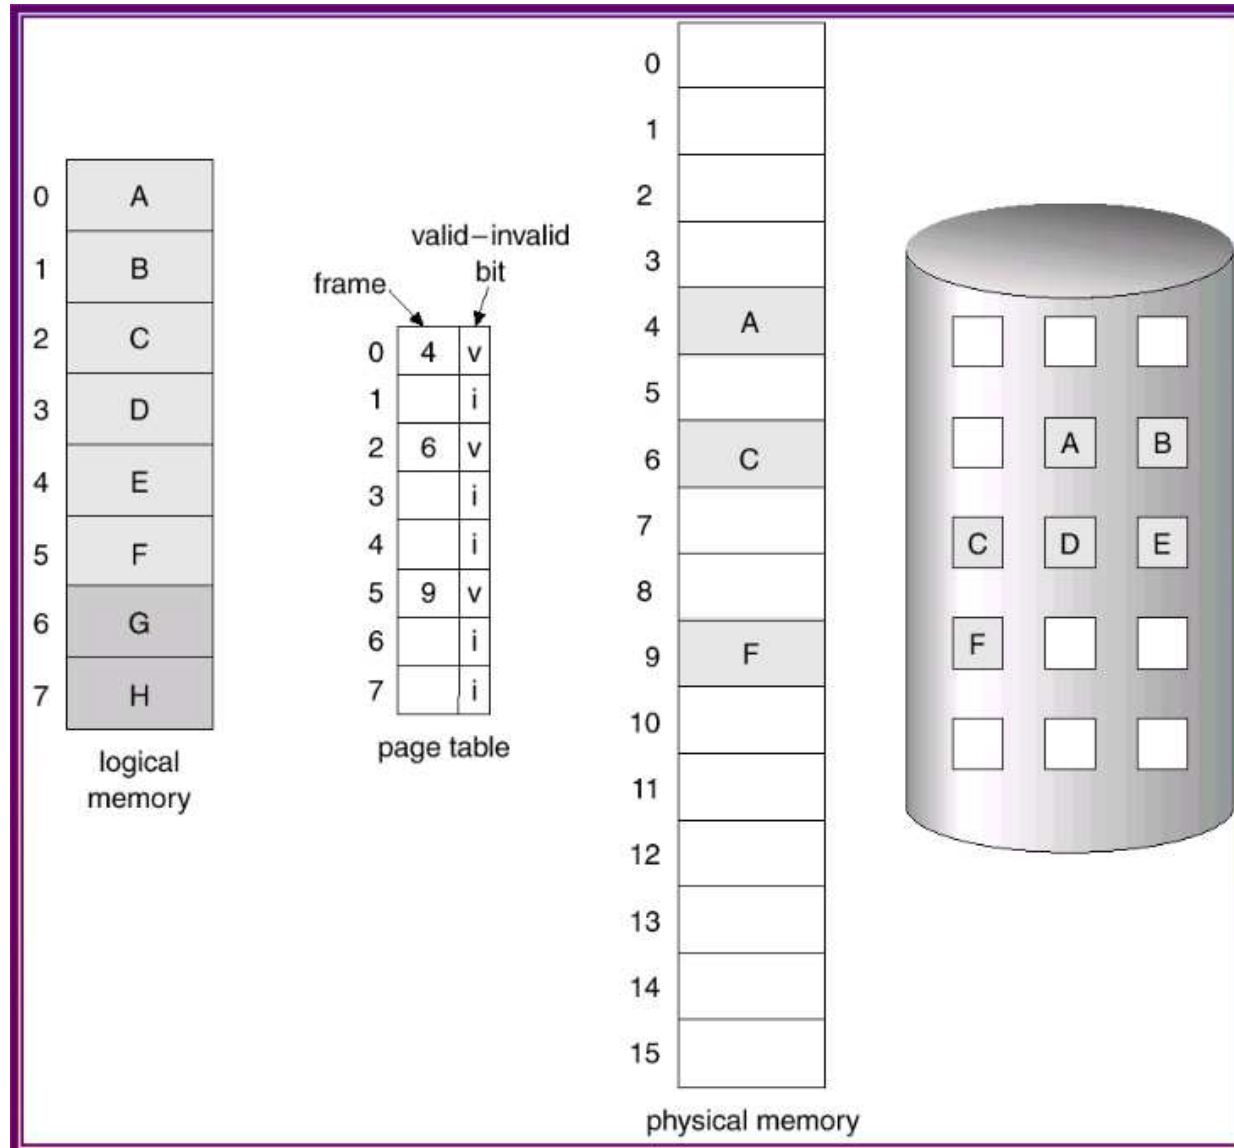 0 A
1 B
2 C
3 D
4 E
5 F
6 G
7 H
logical
memory
valid–invalid
bit
frame
0 4 v
1 i
2 6 v
3 i
4 i
5 9 v
6 i
7 i
page table
0
1
2
3
4 A
5
6 C
7
8
9 F
10
11
12
13
14
15
physical memory
A B
C D E
F